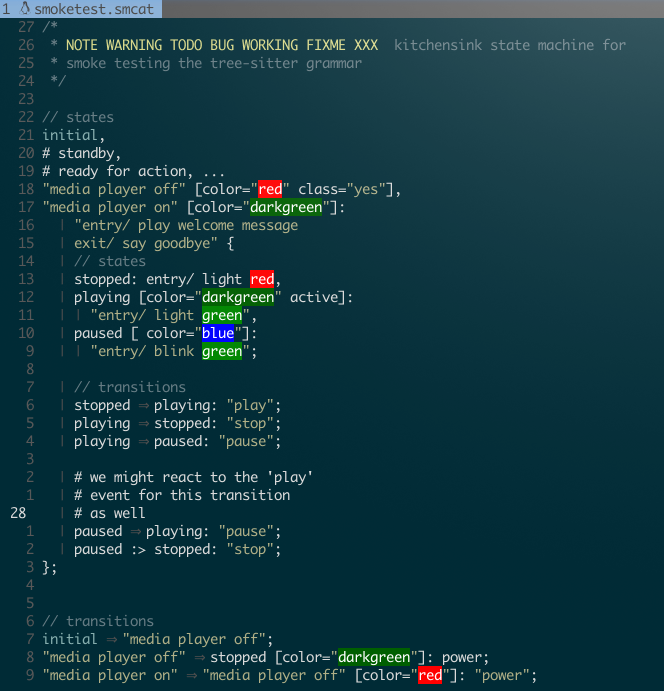 1 smoketest.smcat
27 /*
26  * NOTE WARNING TODO BUG WORKING FIXME XXX  kitchensink state machine for
25  * smoke testing the tree-sitter grammar
24  */
23
22 // states
21 initial,
20 # standby,
19 # ready for action, ...
18 "media player off" [color="red" class="yes"],
17 "media player on" [color="darkgreen"]:
16   | "entry/ play welcome message
15   | exit/ say goodbye" {
14   | // states
13   | stopped: entry/ light red,
12   | playing [color="darkgreen" active]:
11   | | "entry/ light green",
10   | paused [ color="blue"]:
9   | | "entry/ blink green";
8
7   | // transitions
6   | stopped ⇒ playing: "play";
5   | playing ⇒ stopped: "stop";
4   | playing ⇒ paused: "pause";
3
2   | # we might react to the 'play'
1   | # event for this transition
28   | # as well
1   | paused ⇒ playing: "pause";
2   | paused :> stopped: "stop";
3 };
4
5
6 // transitions
7 initial ⇒ "media player off";
8 "media player off" ⇒ stopped [color="darkgreen"]: power;
9 "media player on" ⇒ "media player off" [color="red"]: "power";